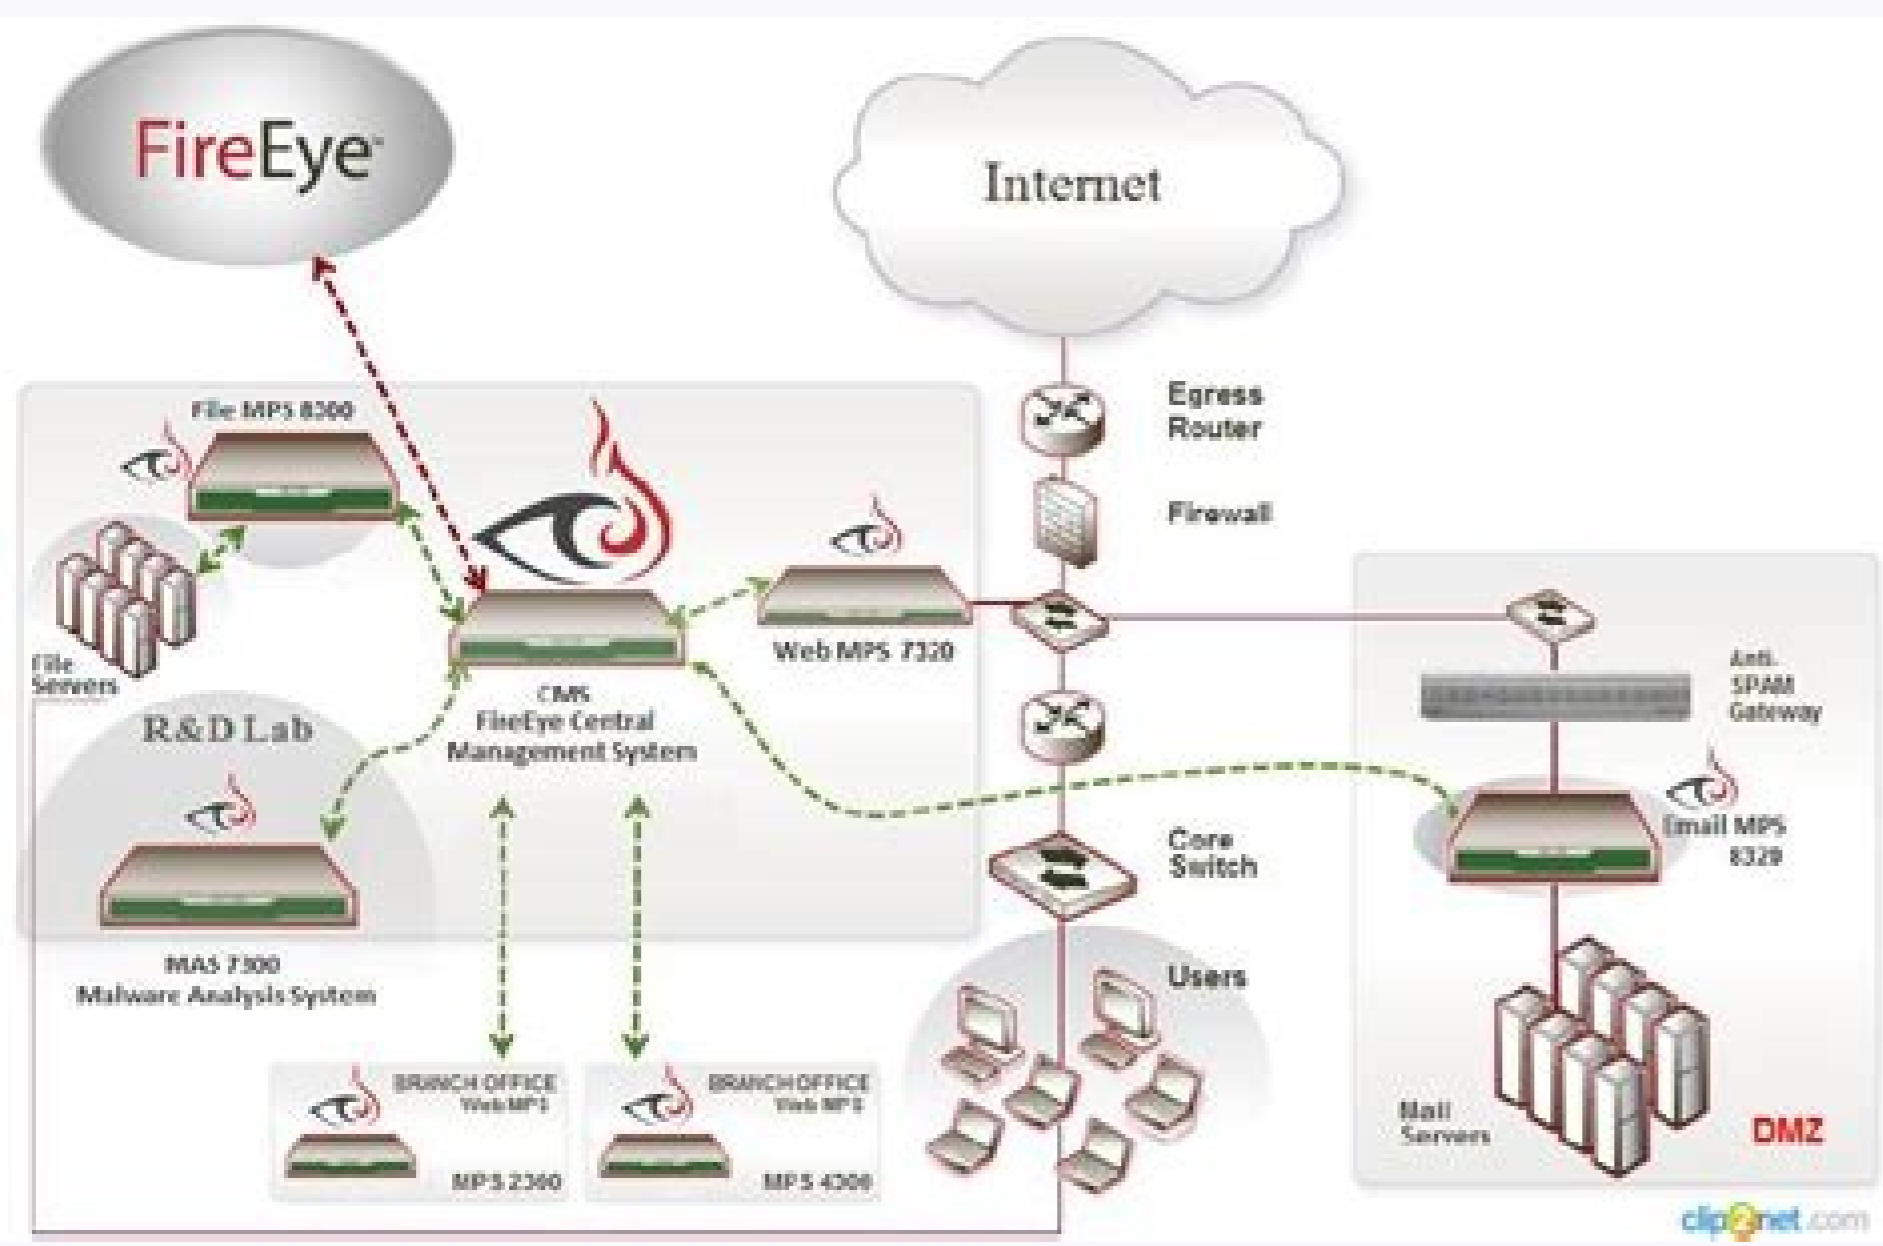 FireEye™
Internet
Egress
Router
Firewall
File MPS 8300
File
Servers
R&D Lab
CMS
FireEye Central
Management System
Web MPS 7320
Anti-
SPAM
Gateway
Email MPS
8320
Core
Switch
MAS 7300
Malware Analysis System
Users
BRANCH OFFICE
Web MPS
MPS 2300
BRANCH OFFICE
Web MPS
MPS 4300
Mail
Servers
DMZ
clip2net.com